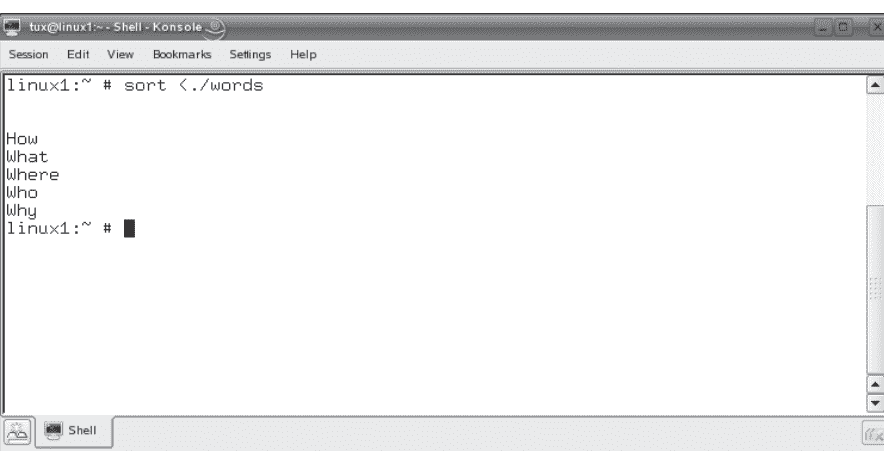 tux@linux1:~ - Shell - Konsole
Session Edit View Bookmarks Settings Help
linux1:~ # sort <./words
How
What
Where
Who
Why
linux1:~ #
Shell